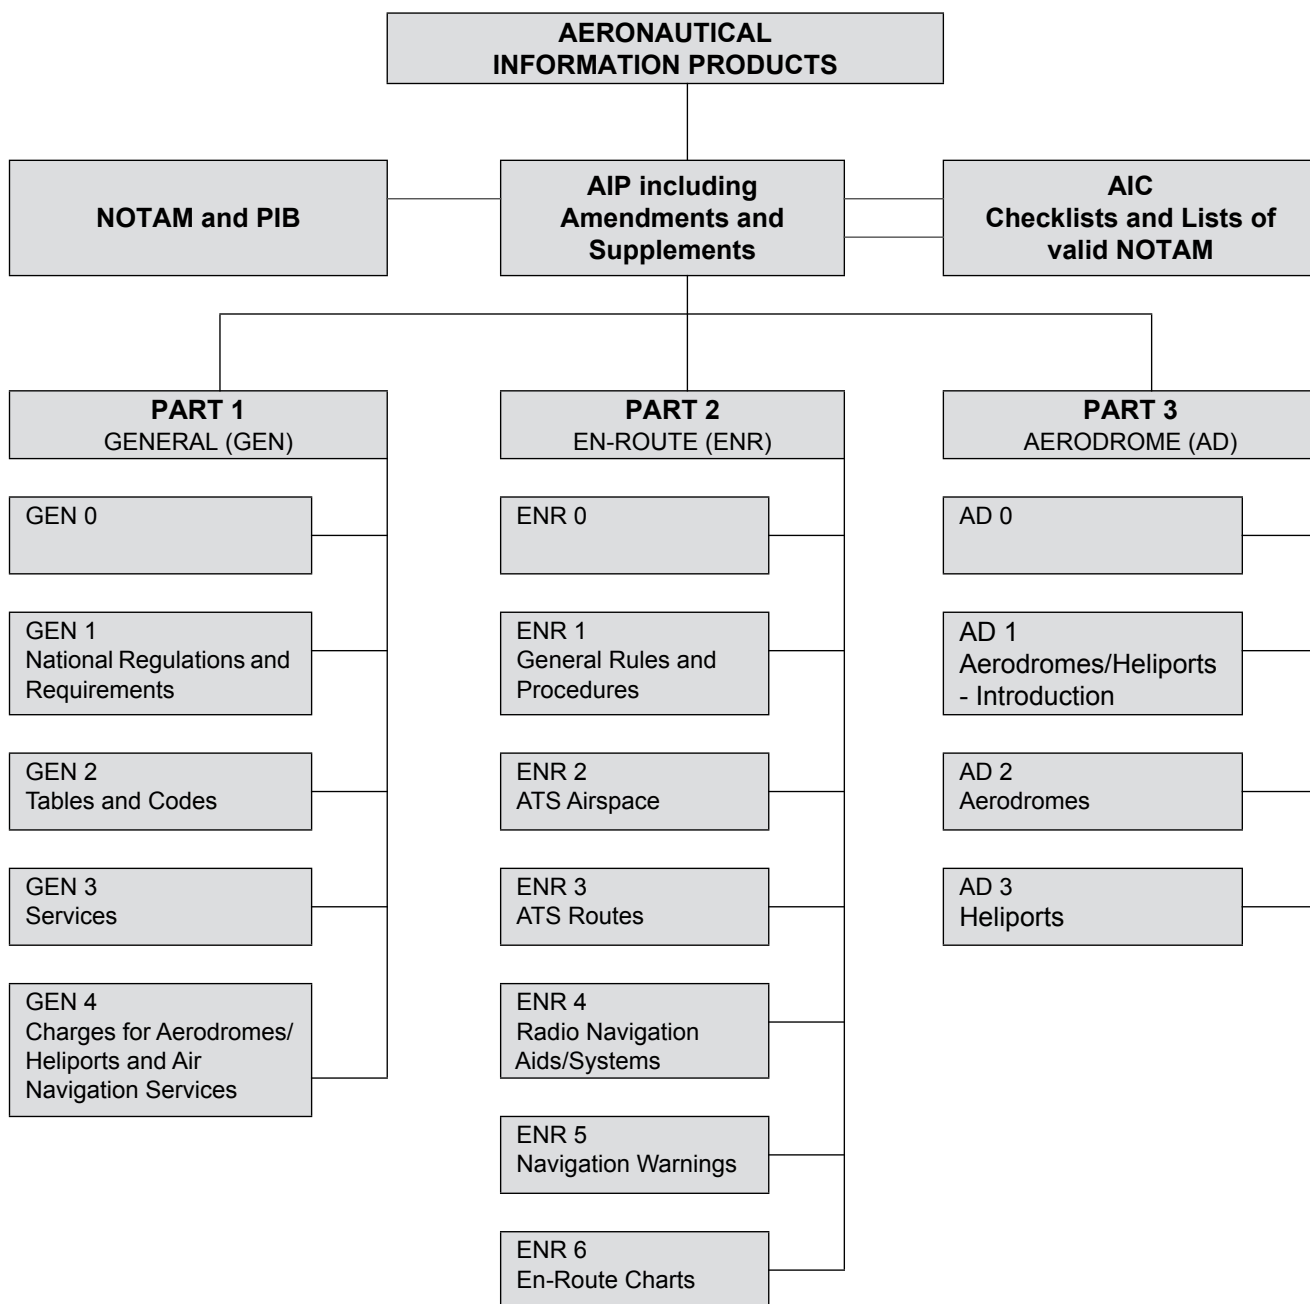 AERONAUTICAL
INFORMATION PRODUCTS
NOTAM and PIB
AIP including
Amendments and
Supplements
AIC
Checklists and Lists of
valid NOTAM
PART 1
GENERAL (GEN)
GEN 0
GEN 1
National Regulations and
Requirements
GEN 2
Tables and Codes
GEN 3
Services
GEN 4
Charges for Aerodromes/
Heliports and Air
Navigation Services
PART 2
EN-ROUTE (ENR)
ENR 0
ENR 1
General Rules and
Procedures
ENR 2
ATS Airspace
ENR 3
ATS Routes
ENR 4
Radio Navigation
Aids/Systems
ENR 5
Navigation Warnings
ENR 6
En-Route Charts
PART 3
AERODROME (AD)
AD 0
AD 1
Aerodromes/Heliports
- Introduction
AD 2
Aerodromes
AD 3
Heliports